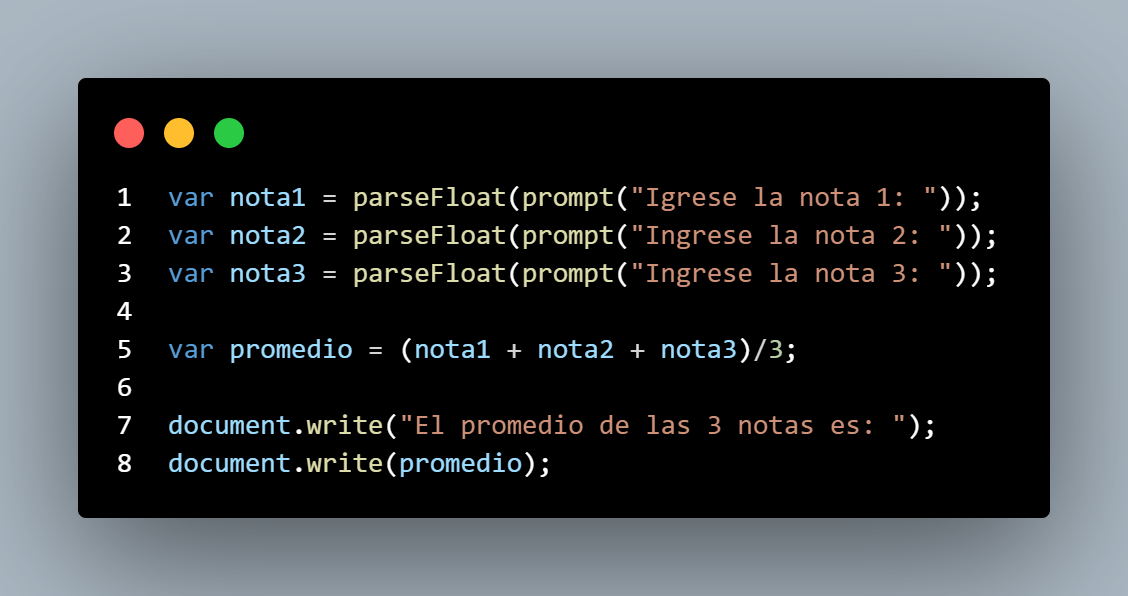 1 var nota1 = parseFloat(prompt("Igrese la nota 1: "));
2 var nota2 = parseFloat(prompt("Ingrese la nota 2: "));
3 var nota3 = parseFloat(prompt("Ingrese la nota 3: "));
4
5 var promedio = (nota1 + nota2 + nota3)/3;
6
7 document.write("El promedio de las 3 notas es: ");
8 document.write(promedio);